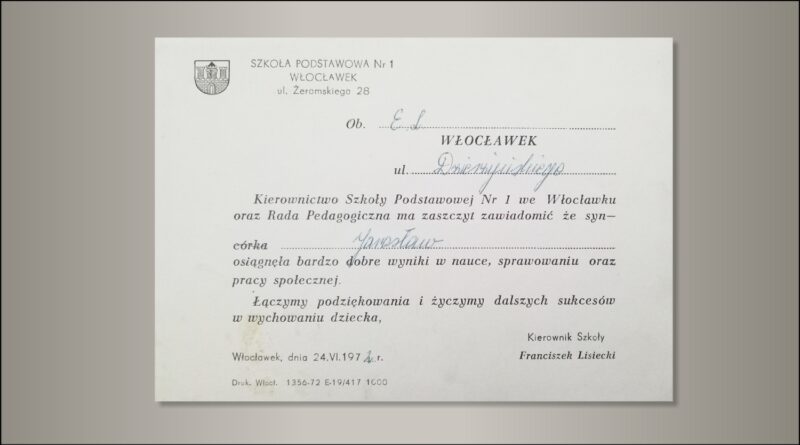 SZKOŁA PODSTAWOWA Nr 1
WŁOCŁAWEK
ul. Żeromskiego 28
Ob. E. L
WŁOCŁAWEK
ul. Dzierżyńskiego
Kierownictwo Szkoły Podstawowej Nr 1 we Włocławku
oraz Rada Pedagogiczna ma zaszczyt zawiadomić że syn—
córka Jarosław
osiągnęła bardzo dobre wyniki w nauce, sprawowaniu oraz
pracy społecznej.
Łączymy podziękowania i życzymy dalszych sukcesów
w wychowaniu dziecka,
Kierownik Szkoły
Włocławek, dnia 24.VI.1972 r. Franciszek Lisiecki
Druk. Włocł. 1356-72 E-19/417 1000